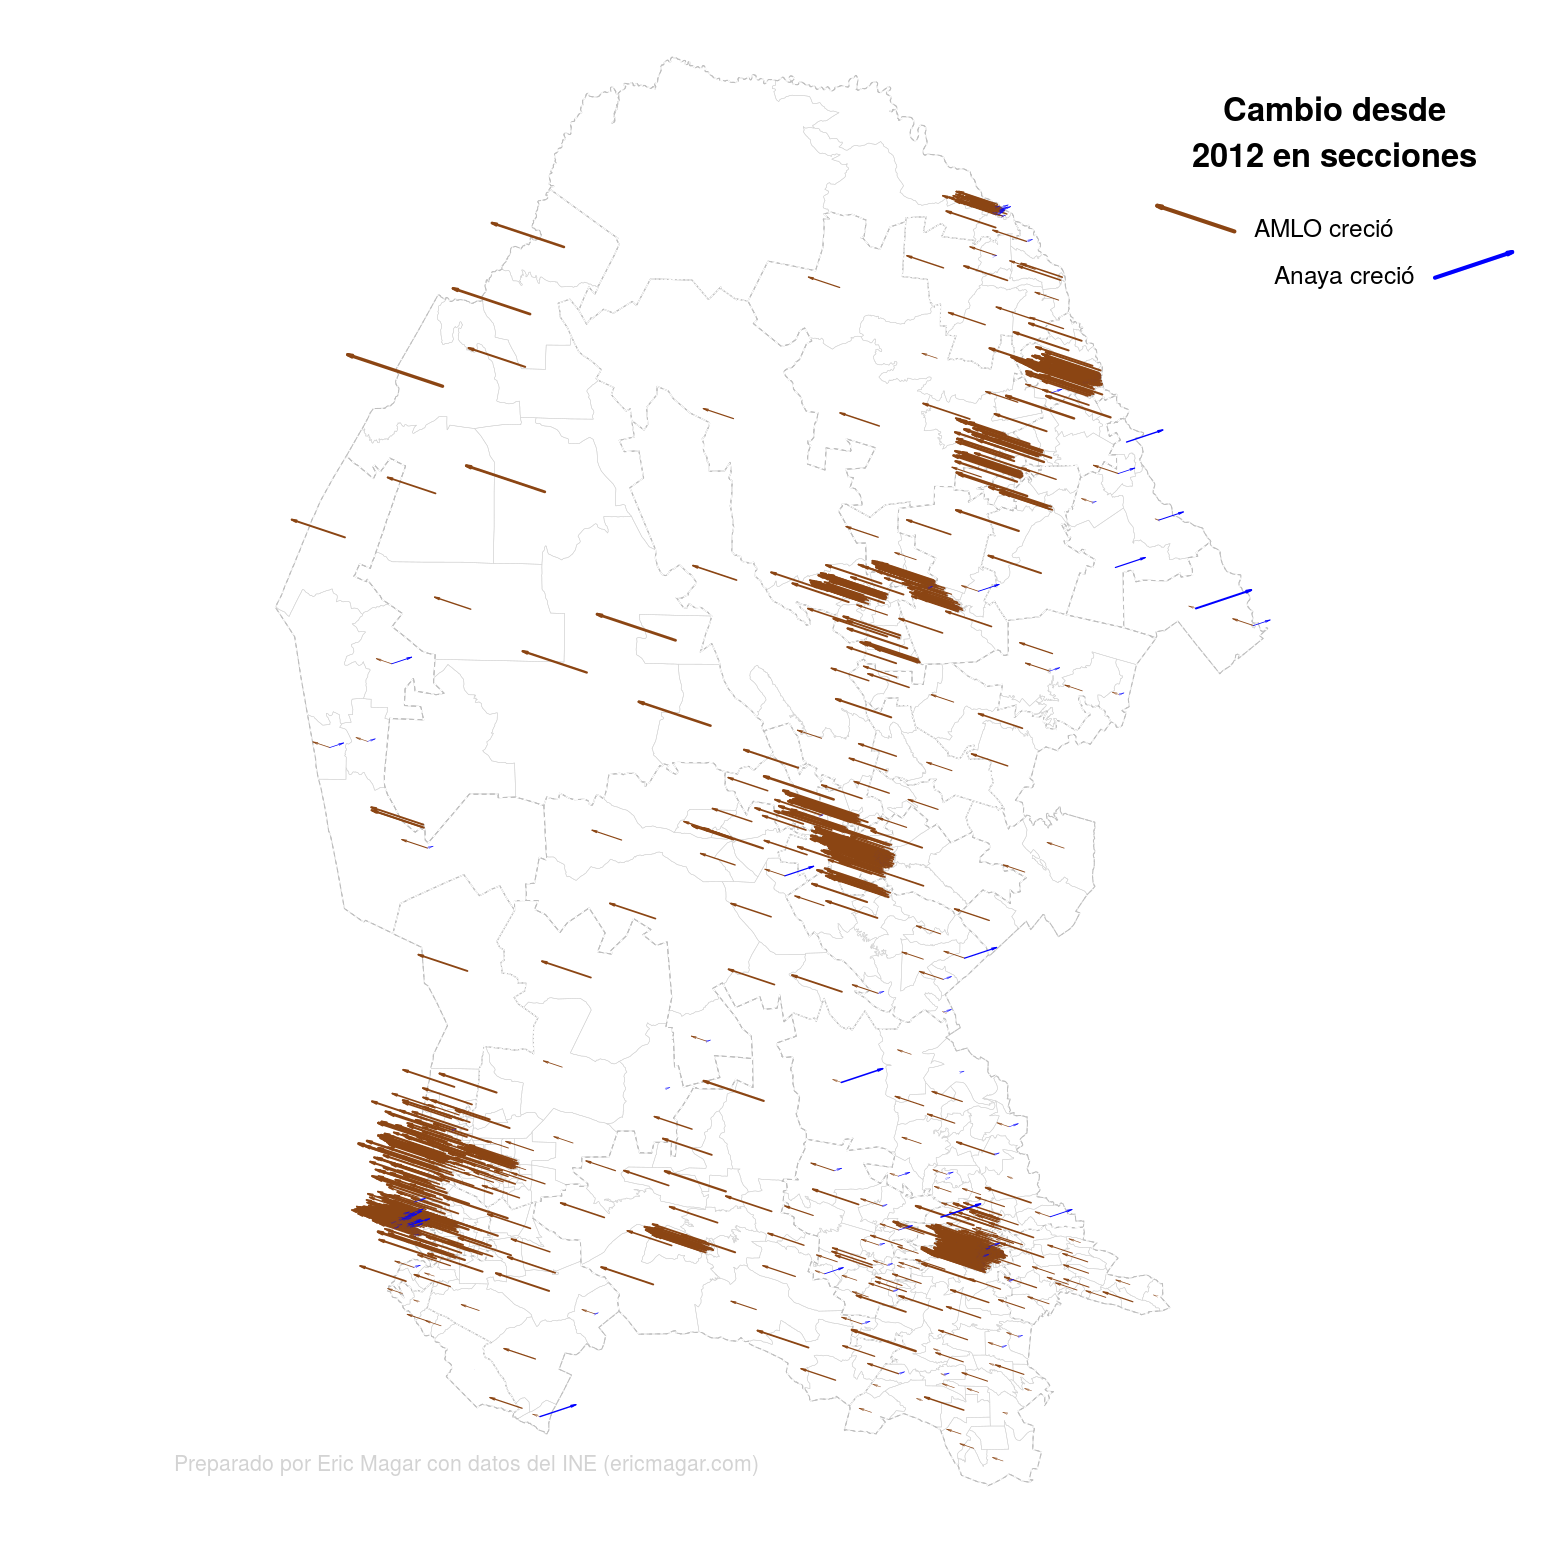 Cambio desde
2012 en secciones
AMLO creció
Anaya creció
Preparado por Eric Magar con datos del INE (ericmagar.com)